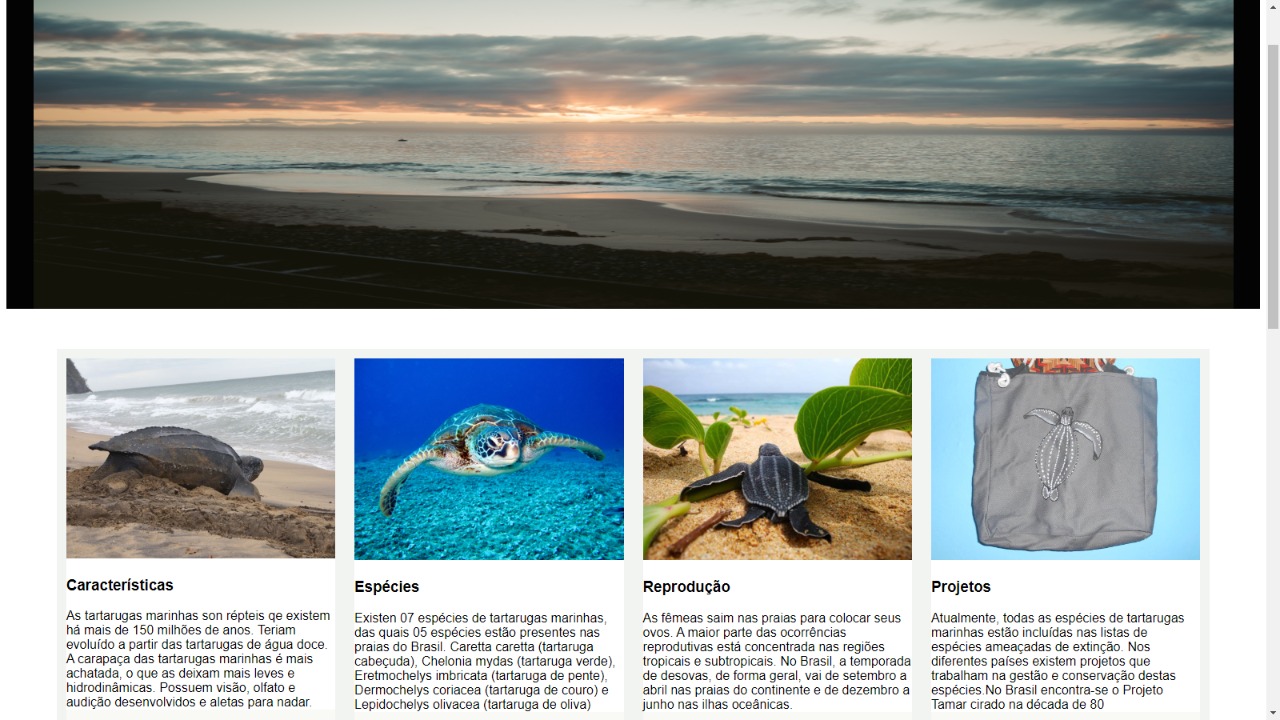 Características
As tartarugas marinhas son répteis qe existem
há mais de 150 milhões de anos. Teriam
evoluído a partir das tartarugas de água doce.
A carapaça das tartarugas marinhas é mais
achatada, o que as deixam mais leves e
hidrodinâmicas. Possuem visão, olfato e
audição desenvolvidos e aletas para nadar.
Espécies
Existen 07 espécies de tartarugas marinhas,
das quais 05 espécies estão presentes nas
praias do Brasil. Caretta caretta (tartaruga
cabeçuda), Chelonia mydas (tartaruga verde),
Eretmochelys imbricata (tartaruga de pente),
Dermochelys coriacea (tartaruga de couro) e
Lepidochelys olivacea (tartaruga de oliva)
Reprodução
As fêmeas saim nas praias para colocar seus
ovos. A maior parte das ocorrências
reprodutivas está concentrada nas regiões
tropicais e subtropicais. No Brasil, a temporada
de desovas, de forma geral, vai de setembro a
abril nas praias do continente e de dezembro a
junho nas ilhas oceânicas.
Projetos
Atualmente, todas as espécies de tartarugas
marinhas estão incluídas nas listas de
espécies ameaçadas de extinção. Nos
diferentes países existem projetos que
trabalham na gestão e conservação destas
espécies.No Brasil encontra-se o Projeto
Tamar cirado na década de 80